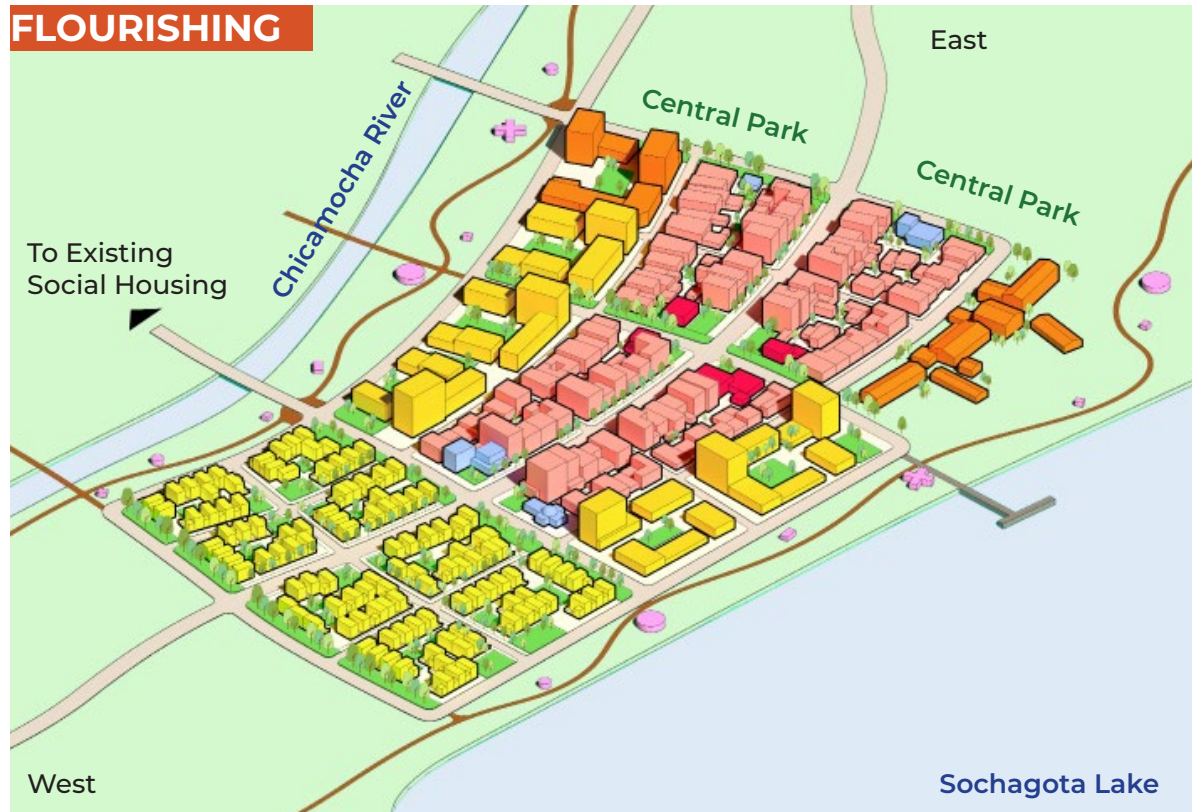 FLOURISHING
East
Central Park
Chicamocha River
Central Park
To Existing
Social Housing
West
Sochagota Lake